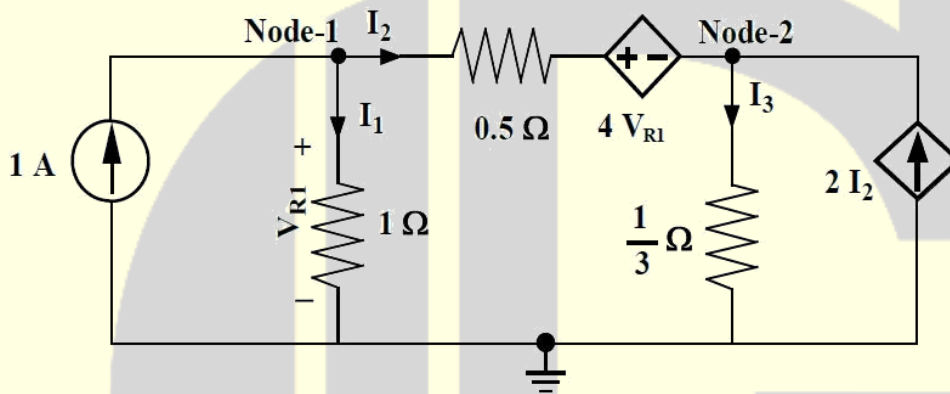 Node-1
I2
Node-2
I1
I3
0.5 Ω
4 VR1
1 A
+
VR1
−
1 Ω
+ −
1/3 Ω
2 I2